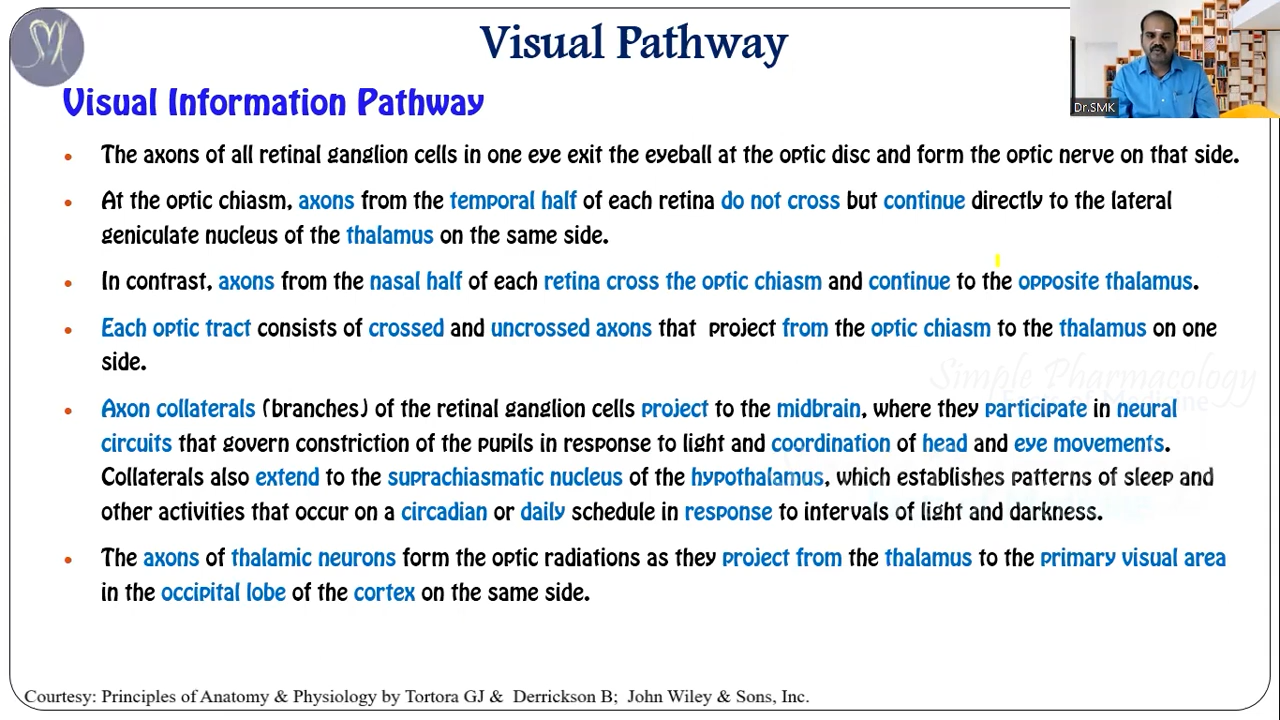 Visual Pathway
Dr.SMK
Visual Information Pathway
• The axons of all retinal ganglion cells in one eye exit the eyeball at the optic disc and form the optic nerve on that side.
• At the optic chiasm, axons from the temporal half of each retina do not cross but continue directly to the lateral
geniculate nucleus of the thalamus on the same side.
• In contrast, axons from the nasal half of each retina cross the optic chiasm and continue to the opposite thalamus.
• Each optic tract consists of crossed and uncrossed axons that project from the optic chiasm to the thalamus on one
side.
Simple Pharmacology
• Axon collaterals (branches) of the retinal ganglion cells project to the midbrain, where they participate in neural
circuits that govern constriction of the pupils in response to light and coordination of head and eye movements.
Collaterals also extend to the suprachiasmatic nucleus of the hypothalamus, which establishes patterns of sleep and
other activities that occur on a circadian or daily schedule in response to intervals of light and darkness.
• The axons of thalamic neurons form the optic radiations as they project from the thalamus to the primary visual area
in the occipital lobe of the cortex on the same side.
Courtesy: Principles of Anatomy & Physiology by Tortora GJ & Derrickson B; John Wiley & Sons, Inc.